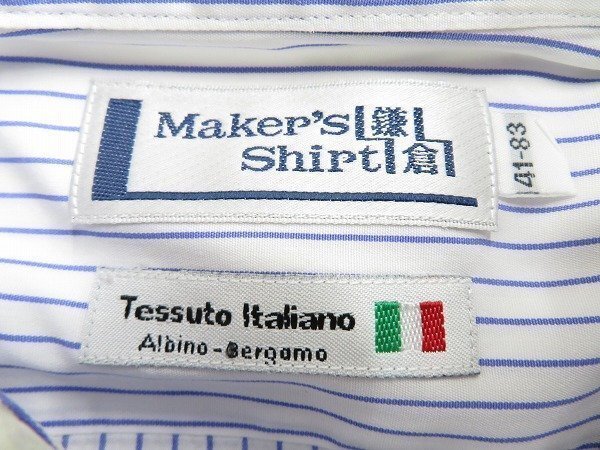 Maker's 鎌
Shirt 倉
41-83
Tessuto Italiano
Albino-Bergamo